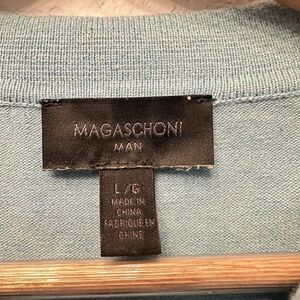 MAGASCHONI
MAN
L/G
MADE IN
CHINA
FABRIQUÉ EN
CHINE